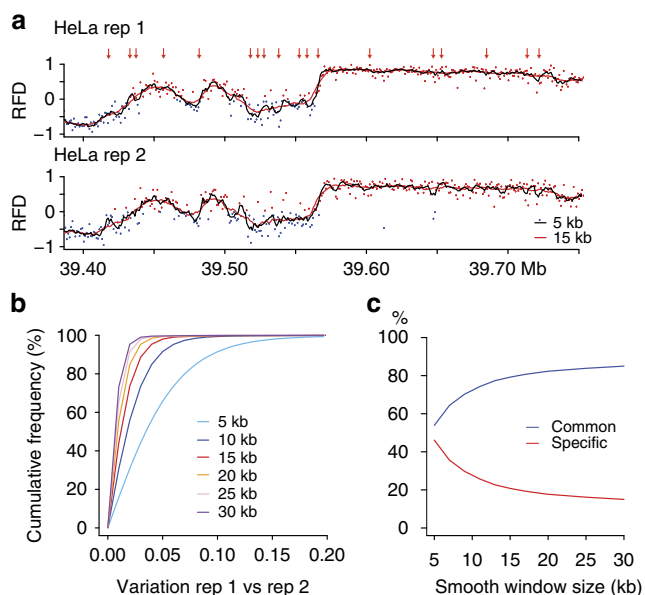 a
HeLa rep 1
1
0
−1
RFD
HeLa rep 2
1
0
−1
RFD
5 kb
15 kb
39.40 39.50 39.60 39.70 Mb
b
Cumulative frequency (%)
100
80
60
40
20
0
5 kb
10 kb
15 kb
20 kb
25 kb
30 kb
0.00 0.05 0.10 0.15 0.20
Variation rep 1 vs rep 2
c
%
100
80
60
40
20
0
Common
Specific
5 10 15 20 25 30
Smooth window size (kb)